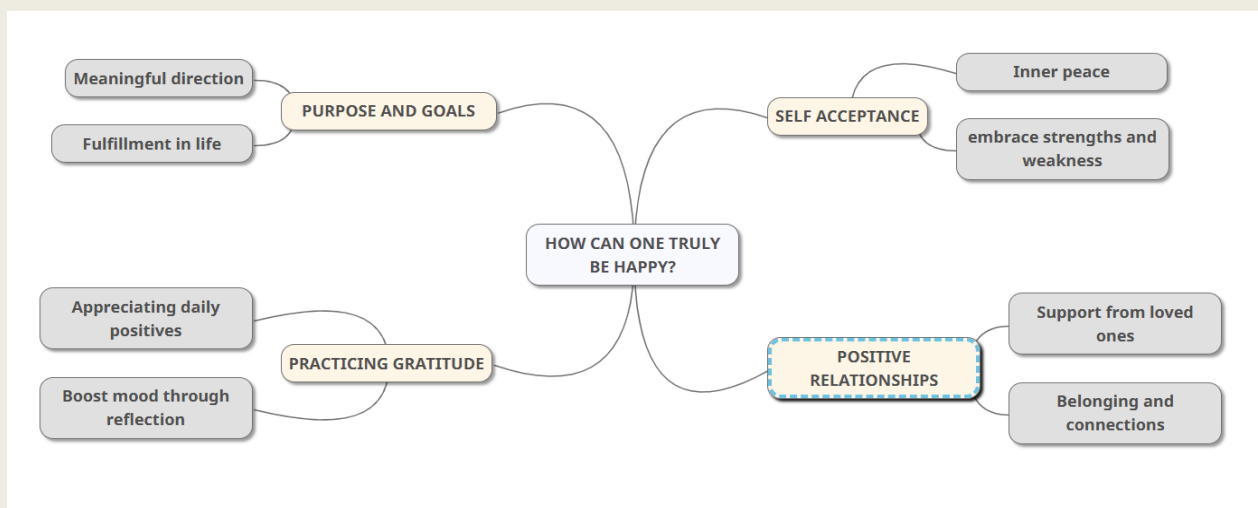 Meaningful direction
PURPOSE AND GOALS
Fulfillment in life
SELF ACCEPTANCE
Inner peace
embrace strengths and
weakness
HOW CAN ONE TRULY
BE HAPPY?
Appreciating daily
positives
PRACTICING GRATITUDE
Boost mood through
reflection
POSITIVE
RELATIONSHIPS
Support from loved
ones
Belonging and
connections